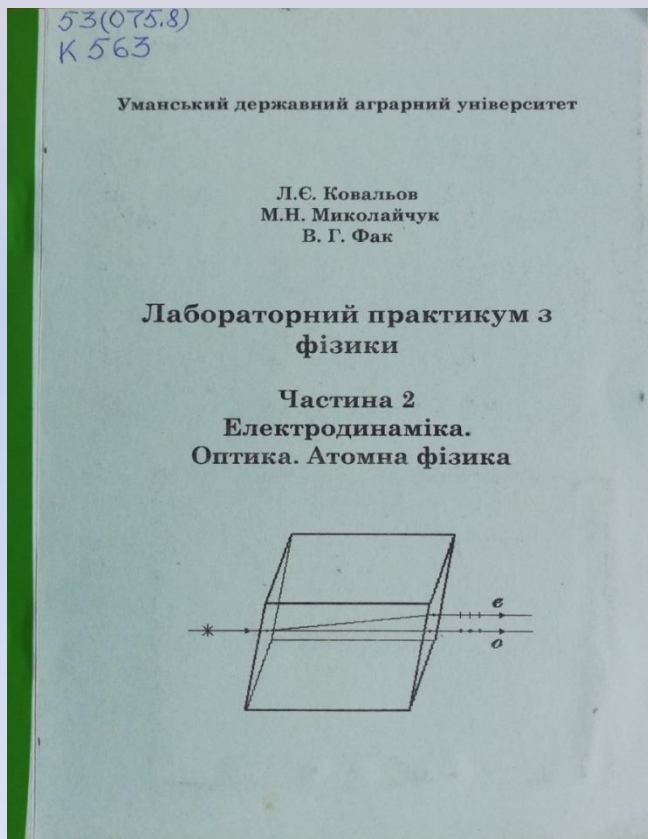 53(075.8)
К 563
Уманський державний аграрний університет
Л.Є. Ковальов
М.Н. Миколайчук
В. Г. Фак
Лабораторний практикум з
фізики
Частина 2
Електродинаміка.
Оптика. Атомна фізика
e
o